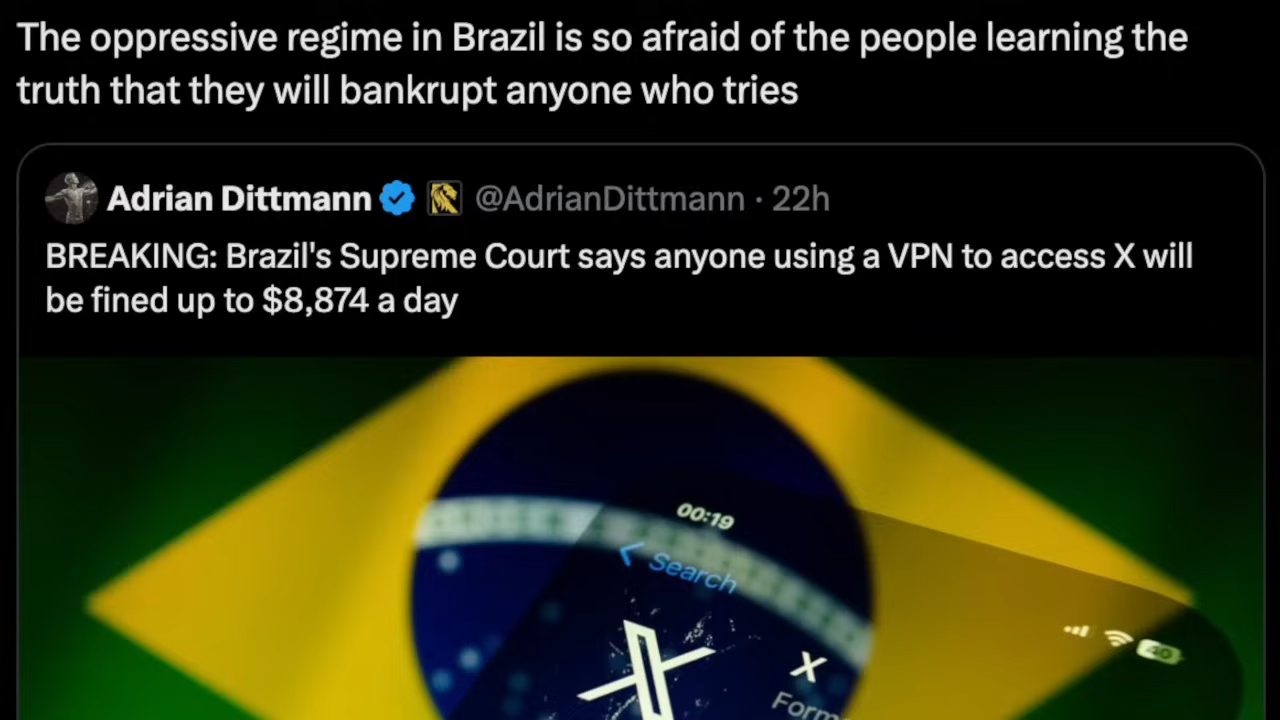 The oppressive regime in Brazil is so afraid of the people learning the
truth that they will bankrupt anyone who tries
Adrian Dittmann @AdrianDittmann · 22h
BREAKING: Brazil's Supreme Court says anyone using a VPN to access X will
be fined up to $8,874 a day
00:19
Search
40
X